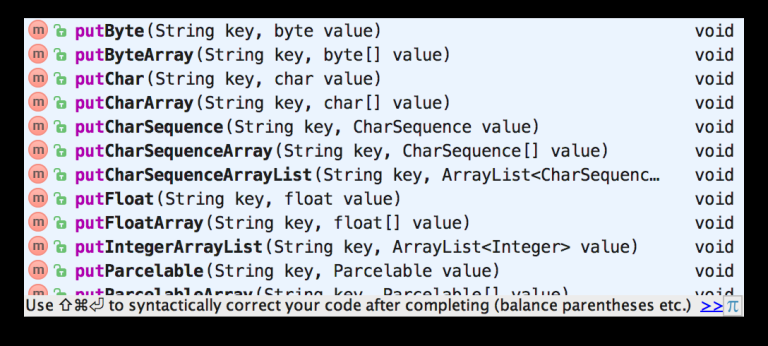 m putByte(String key, byte value) void
m putByteArray(String key, byte[] value) void
m putChar(String key, char value) void
m putCharArray(String key, char[] value) void
m putCharSequence(String key, CharSequence value) void
m putCharSequenceArray(String key, CharSequence[] value) void
m putCharSequenceArrayList(String key, ArrayList<CharSequenc… void
m putFloat(String key, float value) void
m putFloatArray(String key, float[] value) void
m putIntegerArrayList(String key, ArrayList<Integer> value) void
m putParcelable(String key, Parcelable value) void
m putParcelableArray(String key, Parcelable[] value) void
Use ⇧⌘⏎ to syntactically correct your code after completing (balance parentheses etc.) >> π